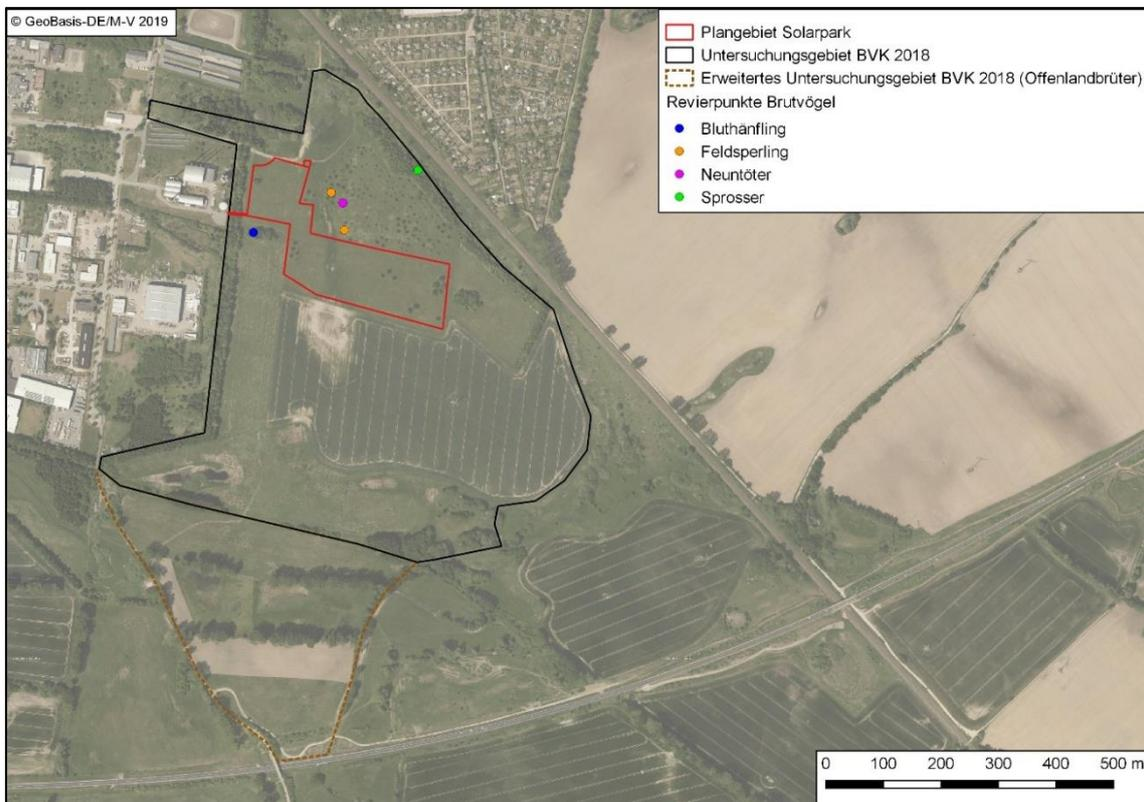 © GeoBasis-DE/M-V 2019
Plangebiet Solarpark
Untersuchungsgebiet BVK 2018
Erweitertes Untersuchungsgebiet BVK 2018 (Offenlandbrüter)
Revierpunkte Brutvögel
Bluthänfling
Feldsperling
Neuntöter
Sprosser
0 100 200 300 400 500 m